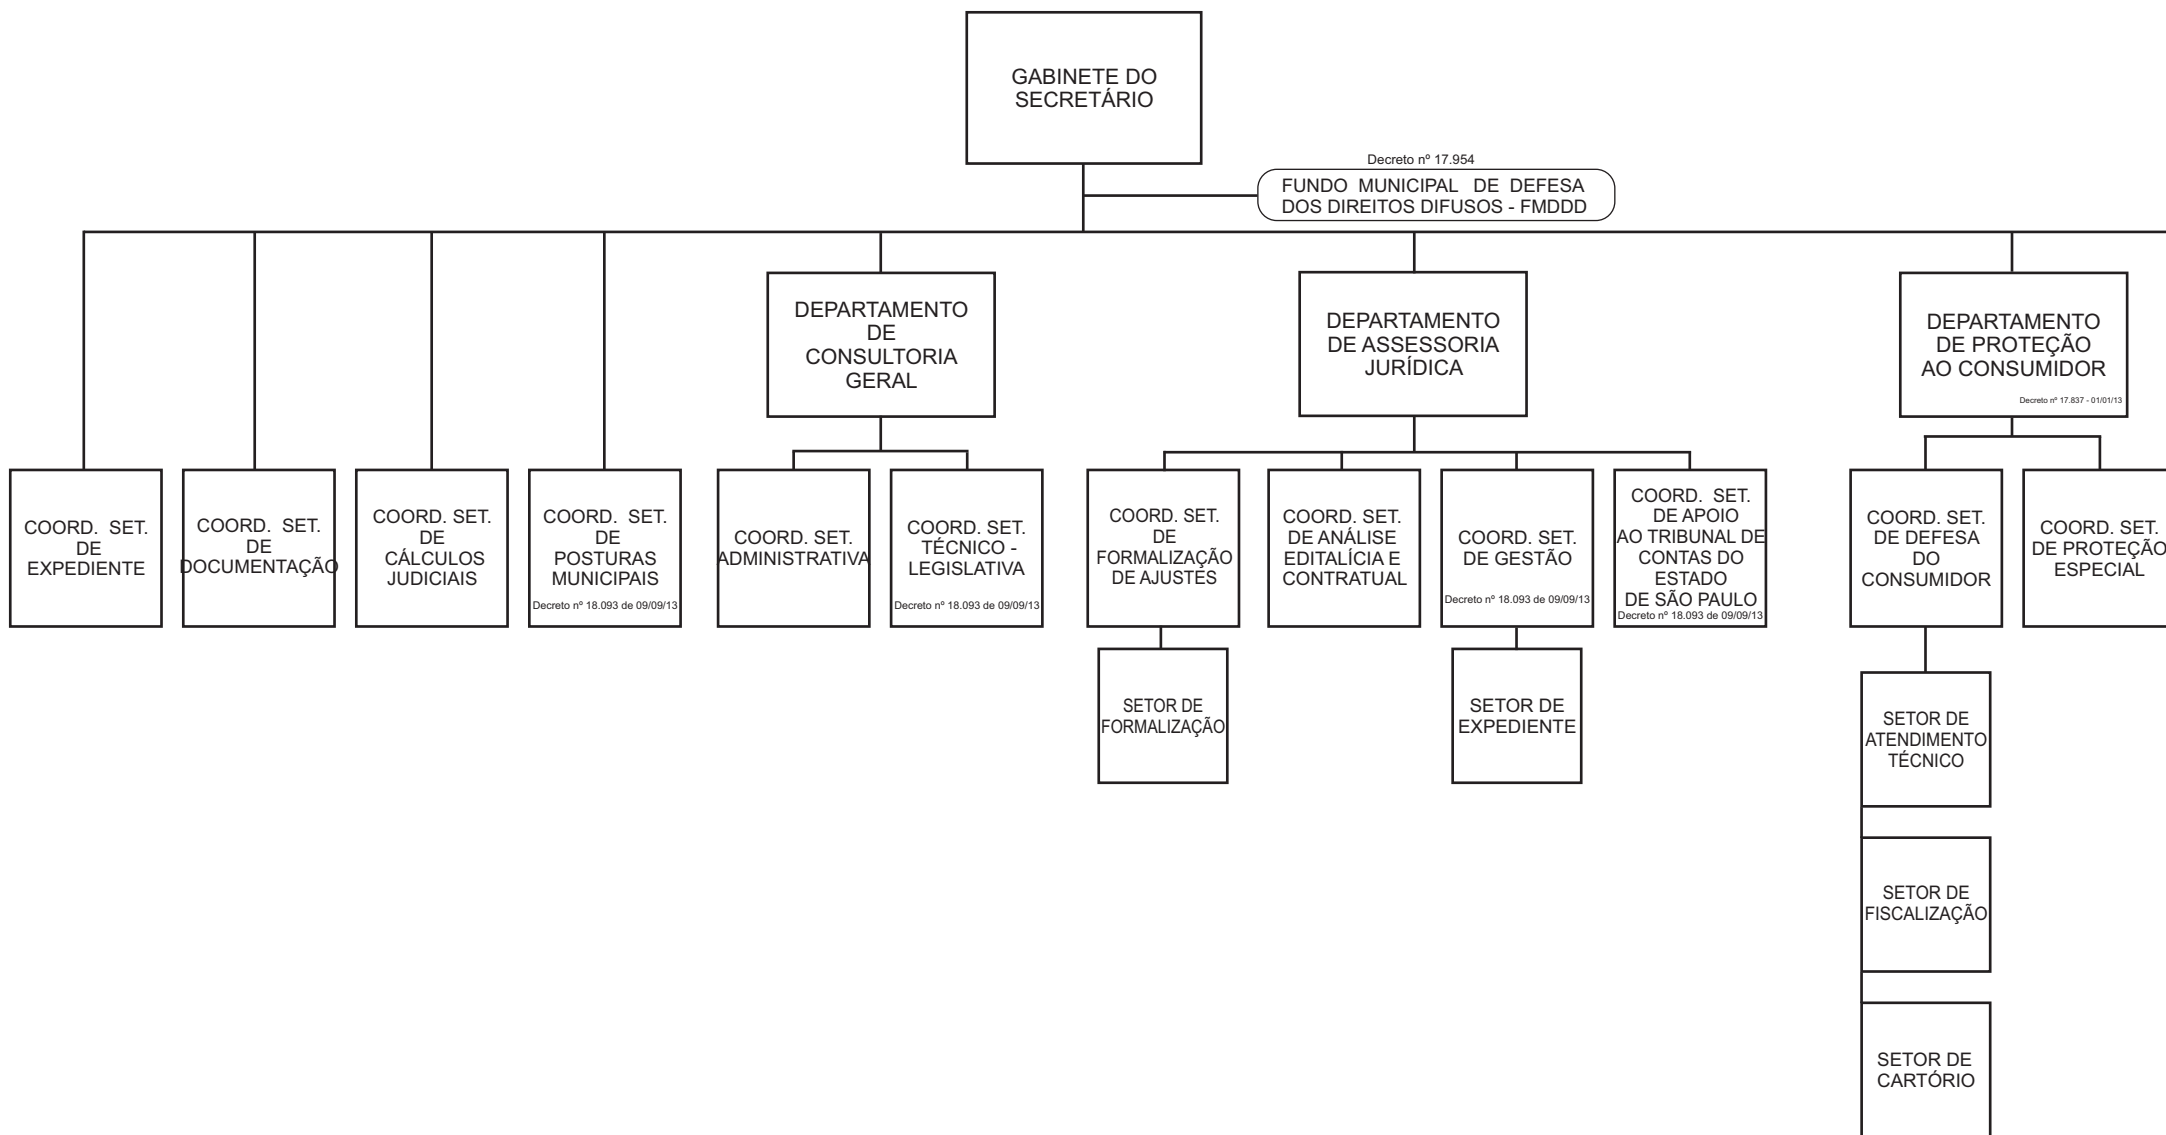 GABINETE DO
SECRETÁRIO
Decreto nº 17.954
FUNDO MUNICIPAL DE DEFESA
DOS DIREITOS DIFUSOS - FMDDD
DEPARTAMENTO
DE
CONSULTORIA
GERAL
DEPARTAMENTO
DE ASSESSORIA
JURÍDICA
DEPARTAMENTO
DE PROTEÇÃO
AO CONSUMIDOR
Decreto nº 17.837 - 01/01/13
COORD. SET.
DE
EXPEDIENTE
COORD. SET.
DE
DOCUMENTAÇÃO
COORD. SET.
DE
CÁLCULOS
JUDICIAIS
COORD. SET.
DE
POSTURAS
MUNICIPAIS
Decreto nº 18.093 de 09/09/13
COORD. SET.
ADMINISTRATIVA
COORD. SET.
TÉCNICO -
LEGISLATIVA
Decreto nº 18.093 de 09/09/13
COORD. SET.
DE
FORMALIZAÇÃO
DE AJUSTES
COORD. SET.
DE ANÁLISE
EDITALÍCIA E
CONTRATUAL
COORD. SET.
DE GESTÃO
Decreto nº 18.093 de 09/09/13
COORD. SET.
DE APOIO
AO TRIBUNAL DE
CONTAS DO
ESTADO
DE SÃO PAULO
Decreto nº 18.093 de 09/09/13
COORD. SET.
DE DEFESA
DO
CONSUMIDOR
COORD. SET.
DE PROTEÇÃO
ESPECIAL
SETOR DE
FORMALIZAÇÃO
SETOR DE
EXPEDIENTE
SETOR DE
ATENDIMENTO
TÉCNICO
SETOR DE
FISCALIZAÇÃO
SETOR DE
CARTÓRIO